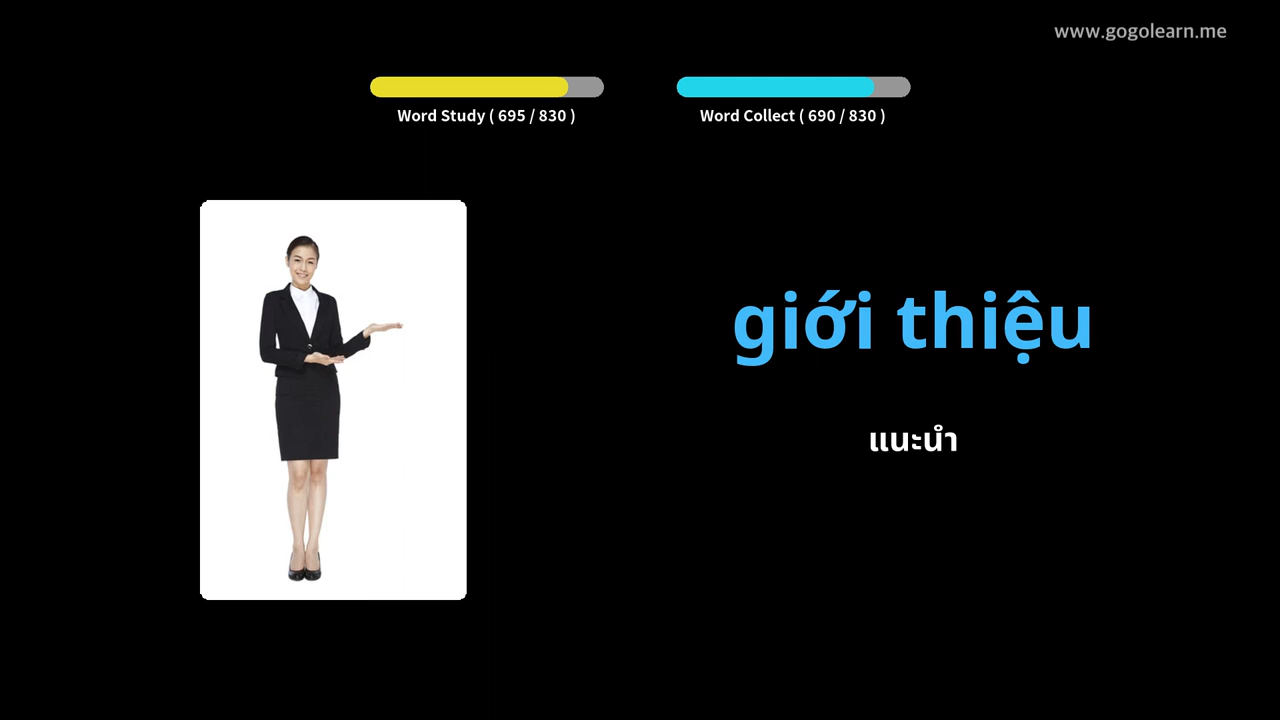 www.gogolearn.me
Word Study ( 695 / 830 )
Word Collect ( 690 / 830 )
giới thiệu
แนะนำ